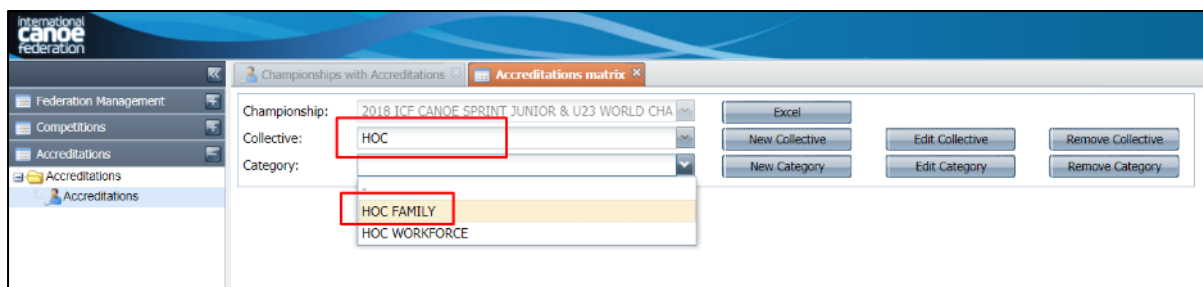 international
canoe
federation
Championships with Accreditations
Accreditations matrix
Federation Management
Competitions
Accreditations
Accreditations
Accreditations
Championship: 2018 ICF CANOE SPRINT JUNIOR & U23 WORLD CHA Excel
Collective: HOC New Collective Edit Collective Remove Collective
Category: New Category Edit Category Remove Category
-
HOC FAMILY
HOC WORKFORCE